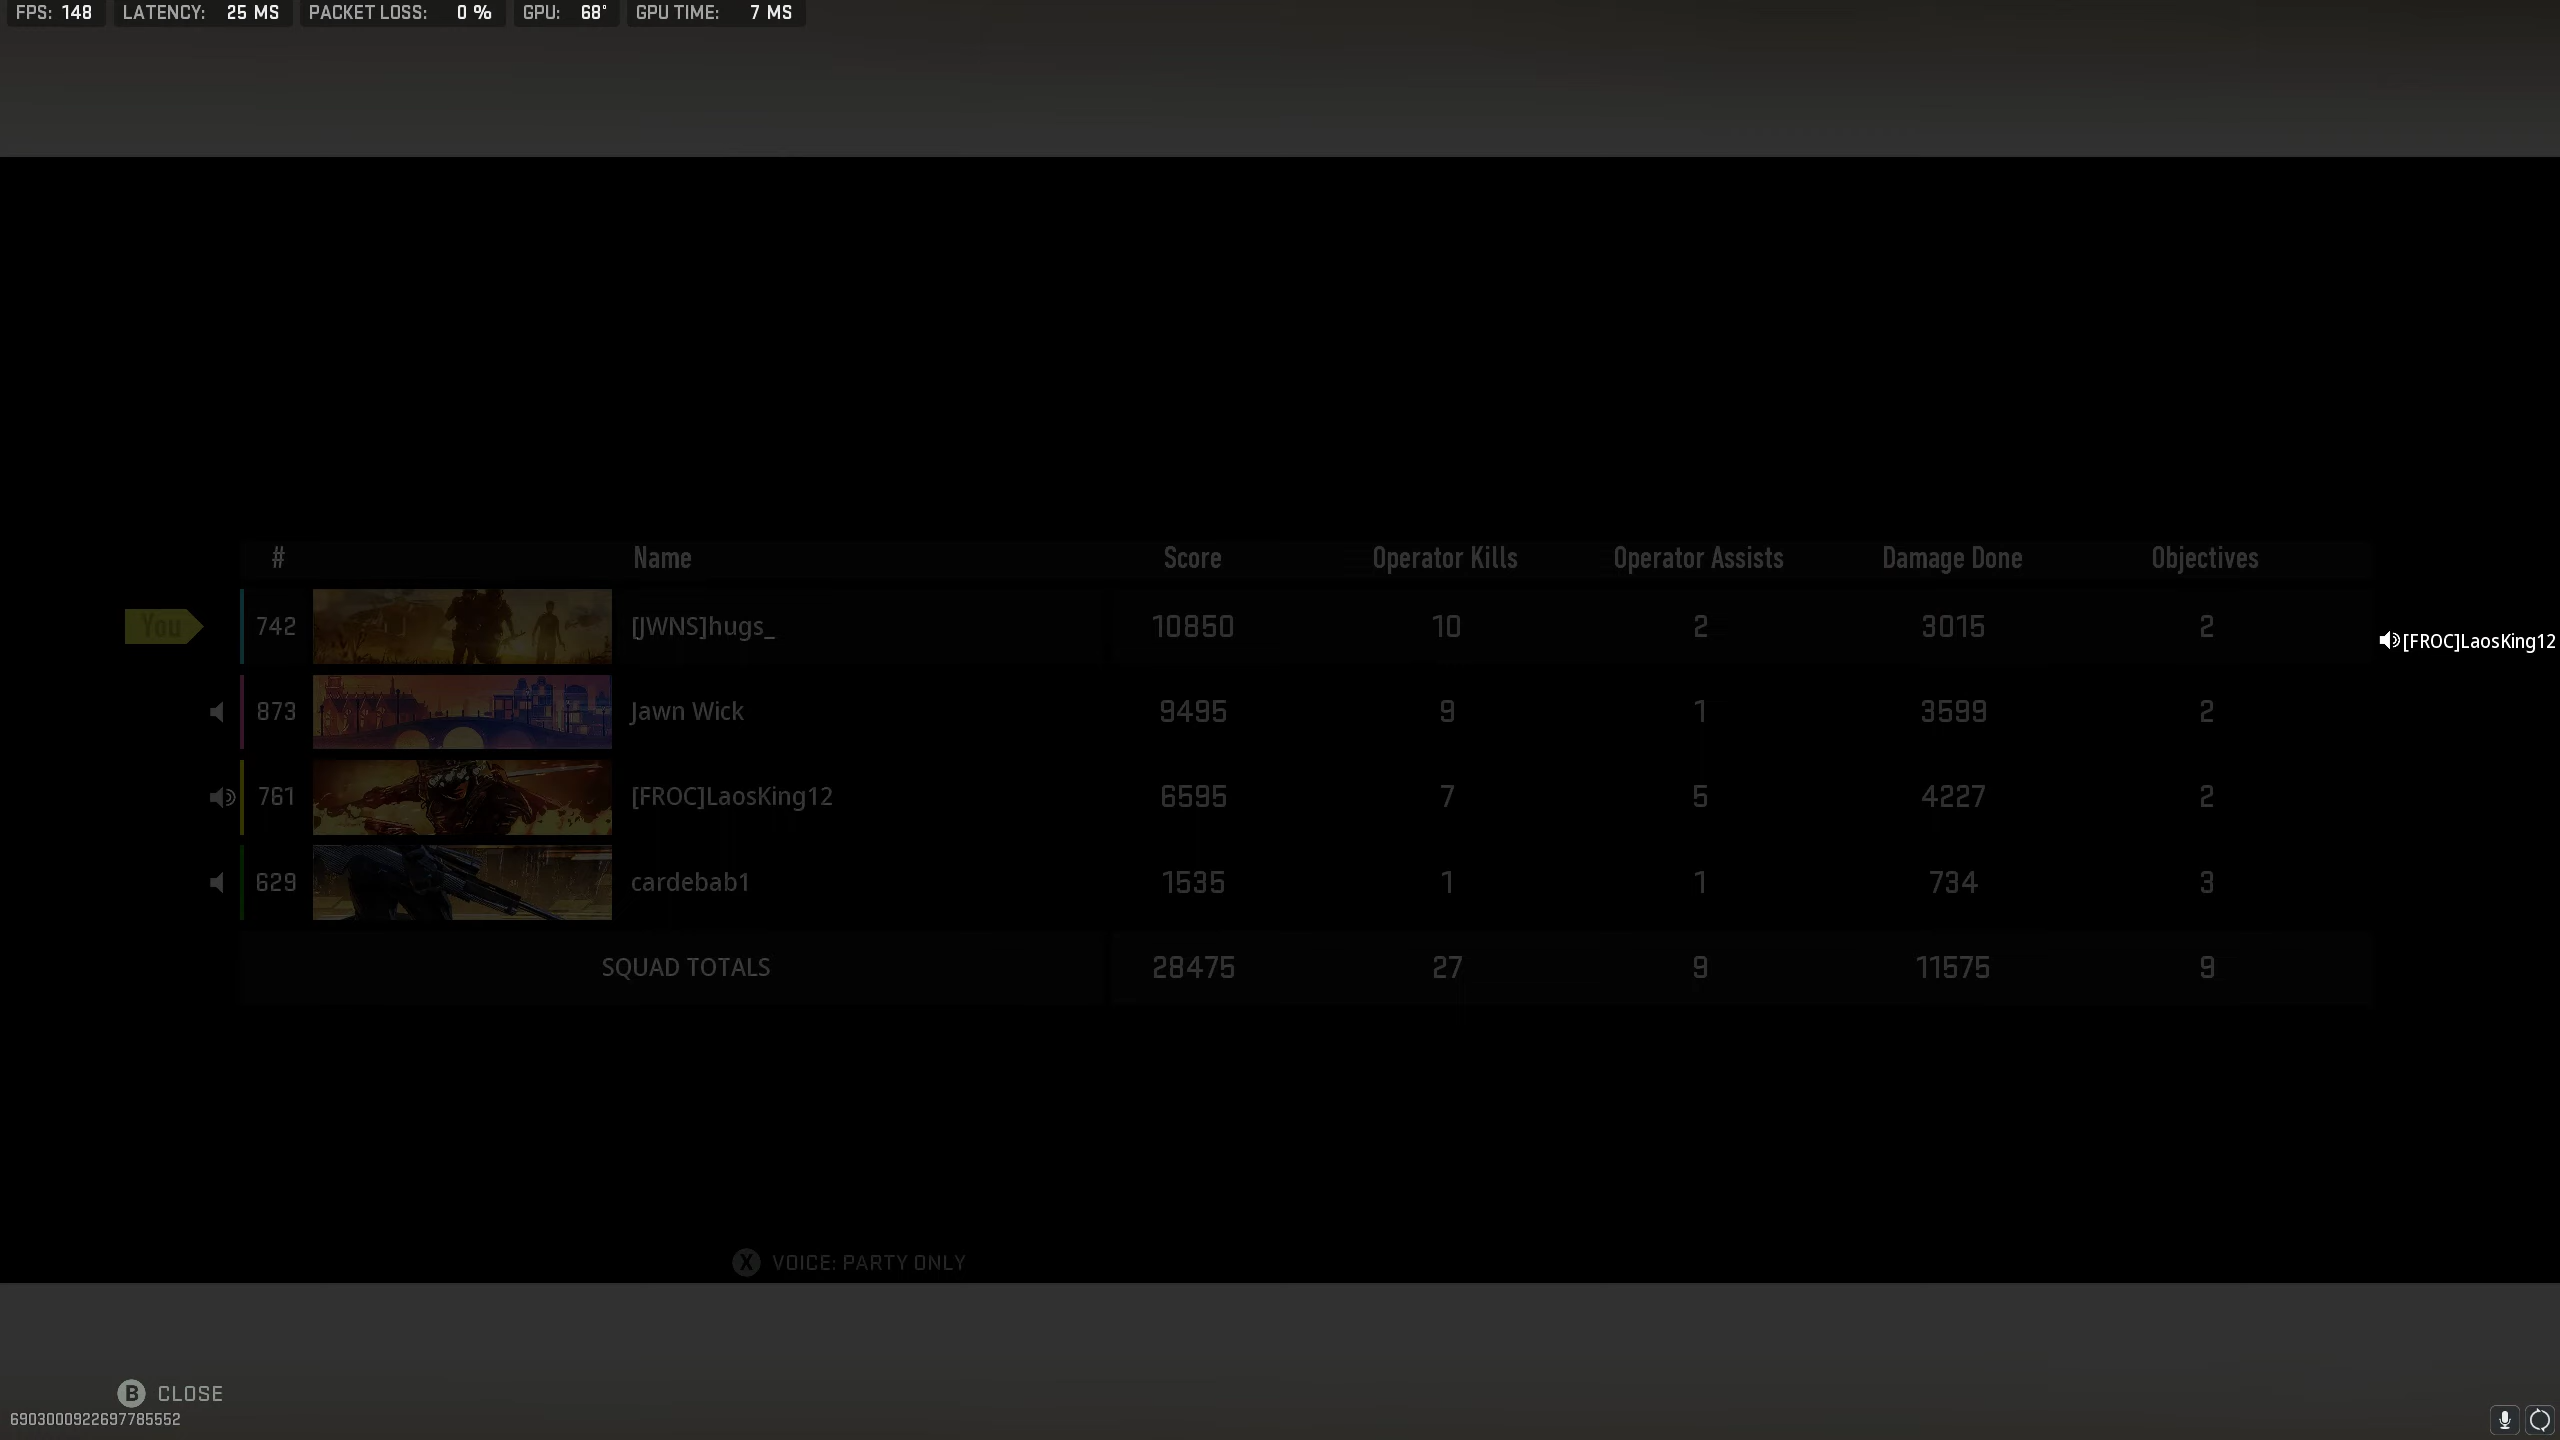 FPS: 148 LATENCY: 25 MS PACKET LOSS: 0 % GPU: 68° GPU TIME: 7 MS
# Name Score Operator Kills Operator Assists Damage Done Objectives
You 742 [JWNS]hugs_ 10850 10 2 3015 2
[FROC]LaosKing12
873 Jawn Wick 9495 9 1 3599 2
761 [FROC]LaosKing12 6595 7 5 4227 2
629 cardebab1 1535 1 1 734 3
SQUAD TOTALS 28475 27 9 11575 9
X VOICE: PARTY ONLY
B CLOSE
6903000922697785552